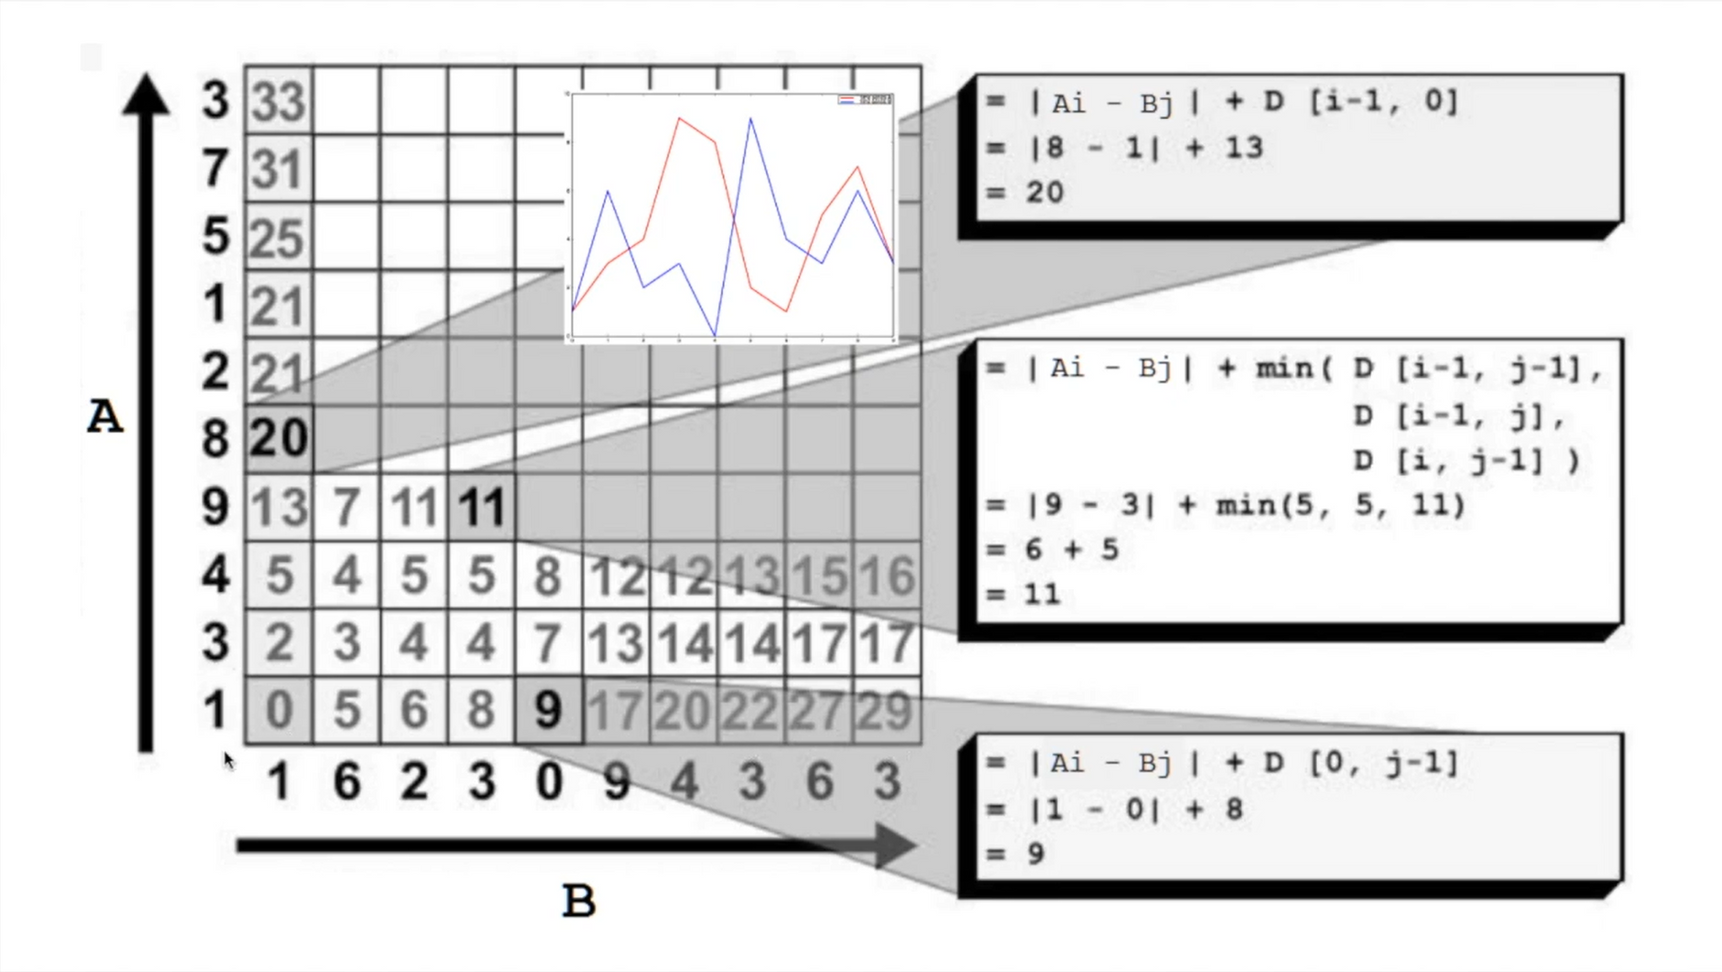 3 33
7 31
5 25
1 21
2 21
8 20
9 13 7 11 11
4 5 4 5 5 8 12 12 13 15 16
3 2 3 4 4 7 13 14 14 17 17
1 0 5 6 8 9 17 20 22 27 29
1 6 2 3 0 9 4 3 6 3
A
B
= | Ai - Bj | + D [i-1, 0]
= |8 - 1| + 13
= 20
= | Ai - Bj | + min( D [i-1, j-1],
D [i-1, j],
D [i, j-1] )
= |9 - 3| + min(5, 5, 11)
= 6 + 5
= 11
= | Ai - Bj | + D [0, j-1]
= |1 - 0| + 8
= 9